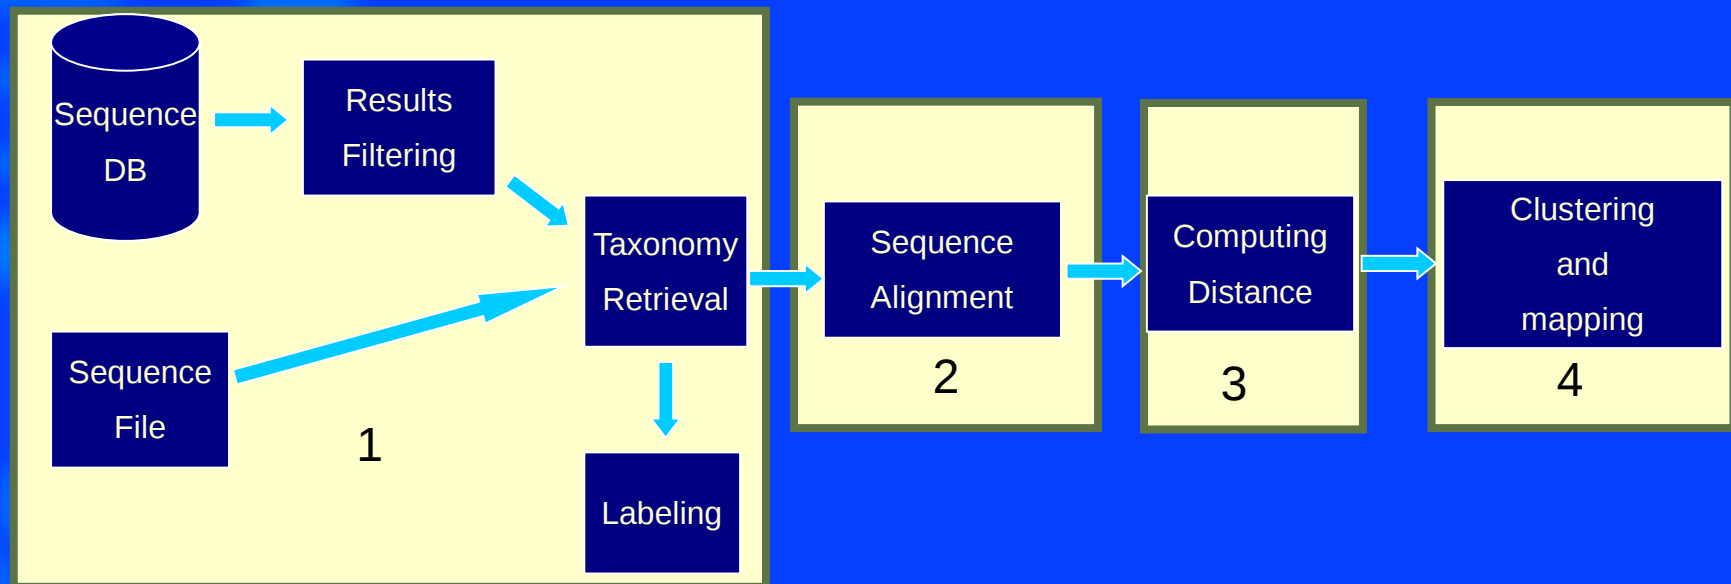 Sequence
DB
Results
Filtering
Taxonomy
Retrieval
Sequence
File
1
Labeling
Sequence
Alignment
2
Computing
Distance
3
Clustering
and
mapping
4